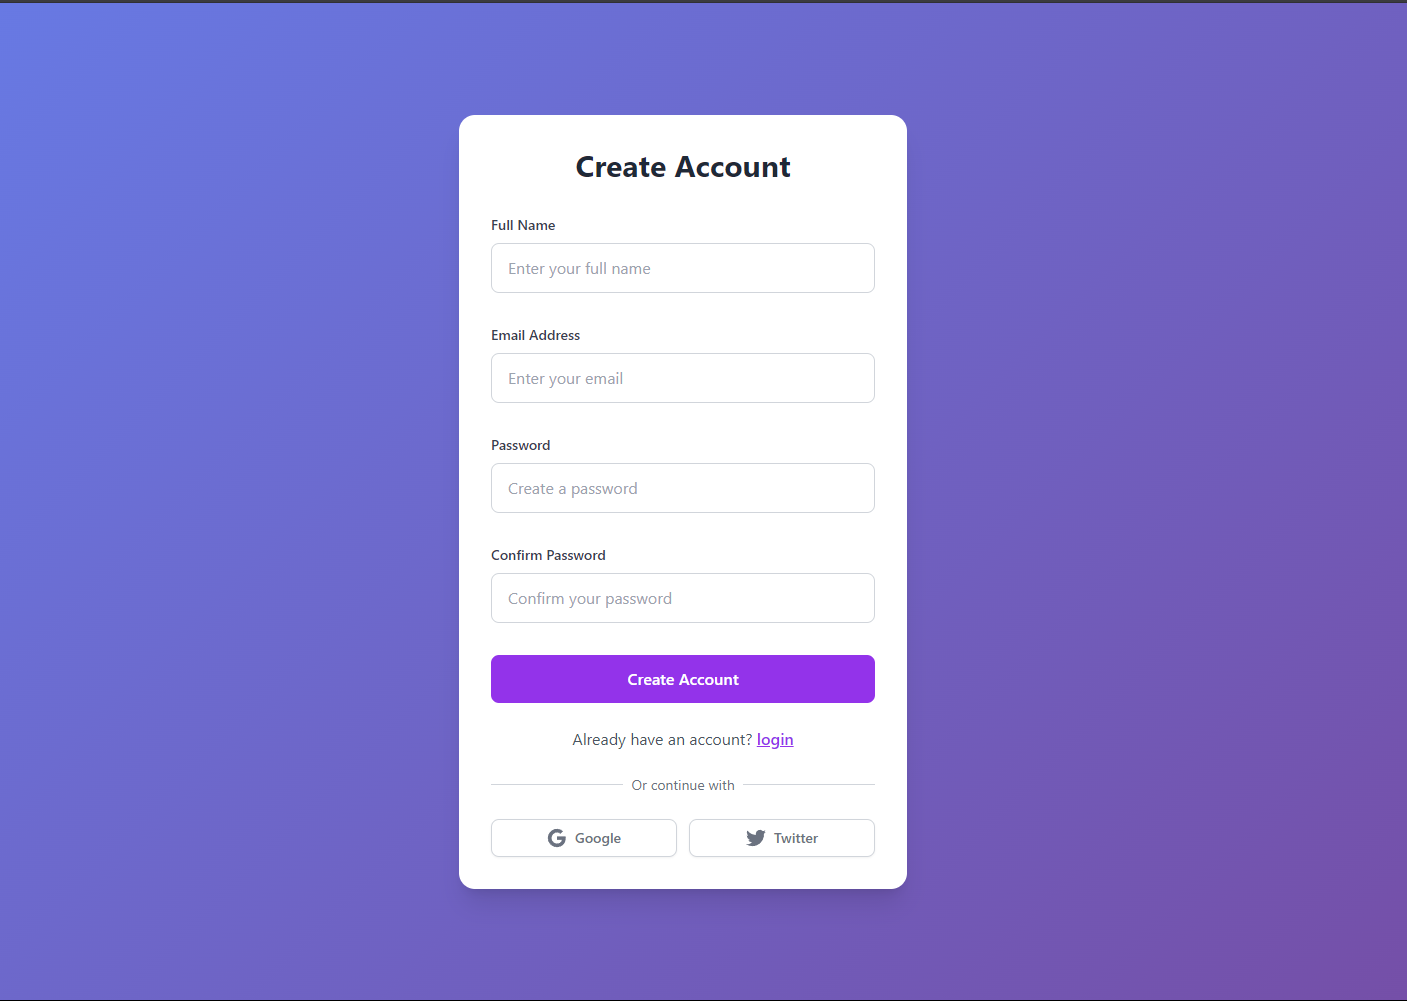 Create Account
Full Name
Enter your full name
Email Address
Enter your email
Password
Create a password
Confirm Password
Confirm your password
Create Account
Already have an account? login
Or continue with
Google
Twitter